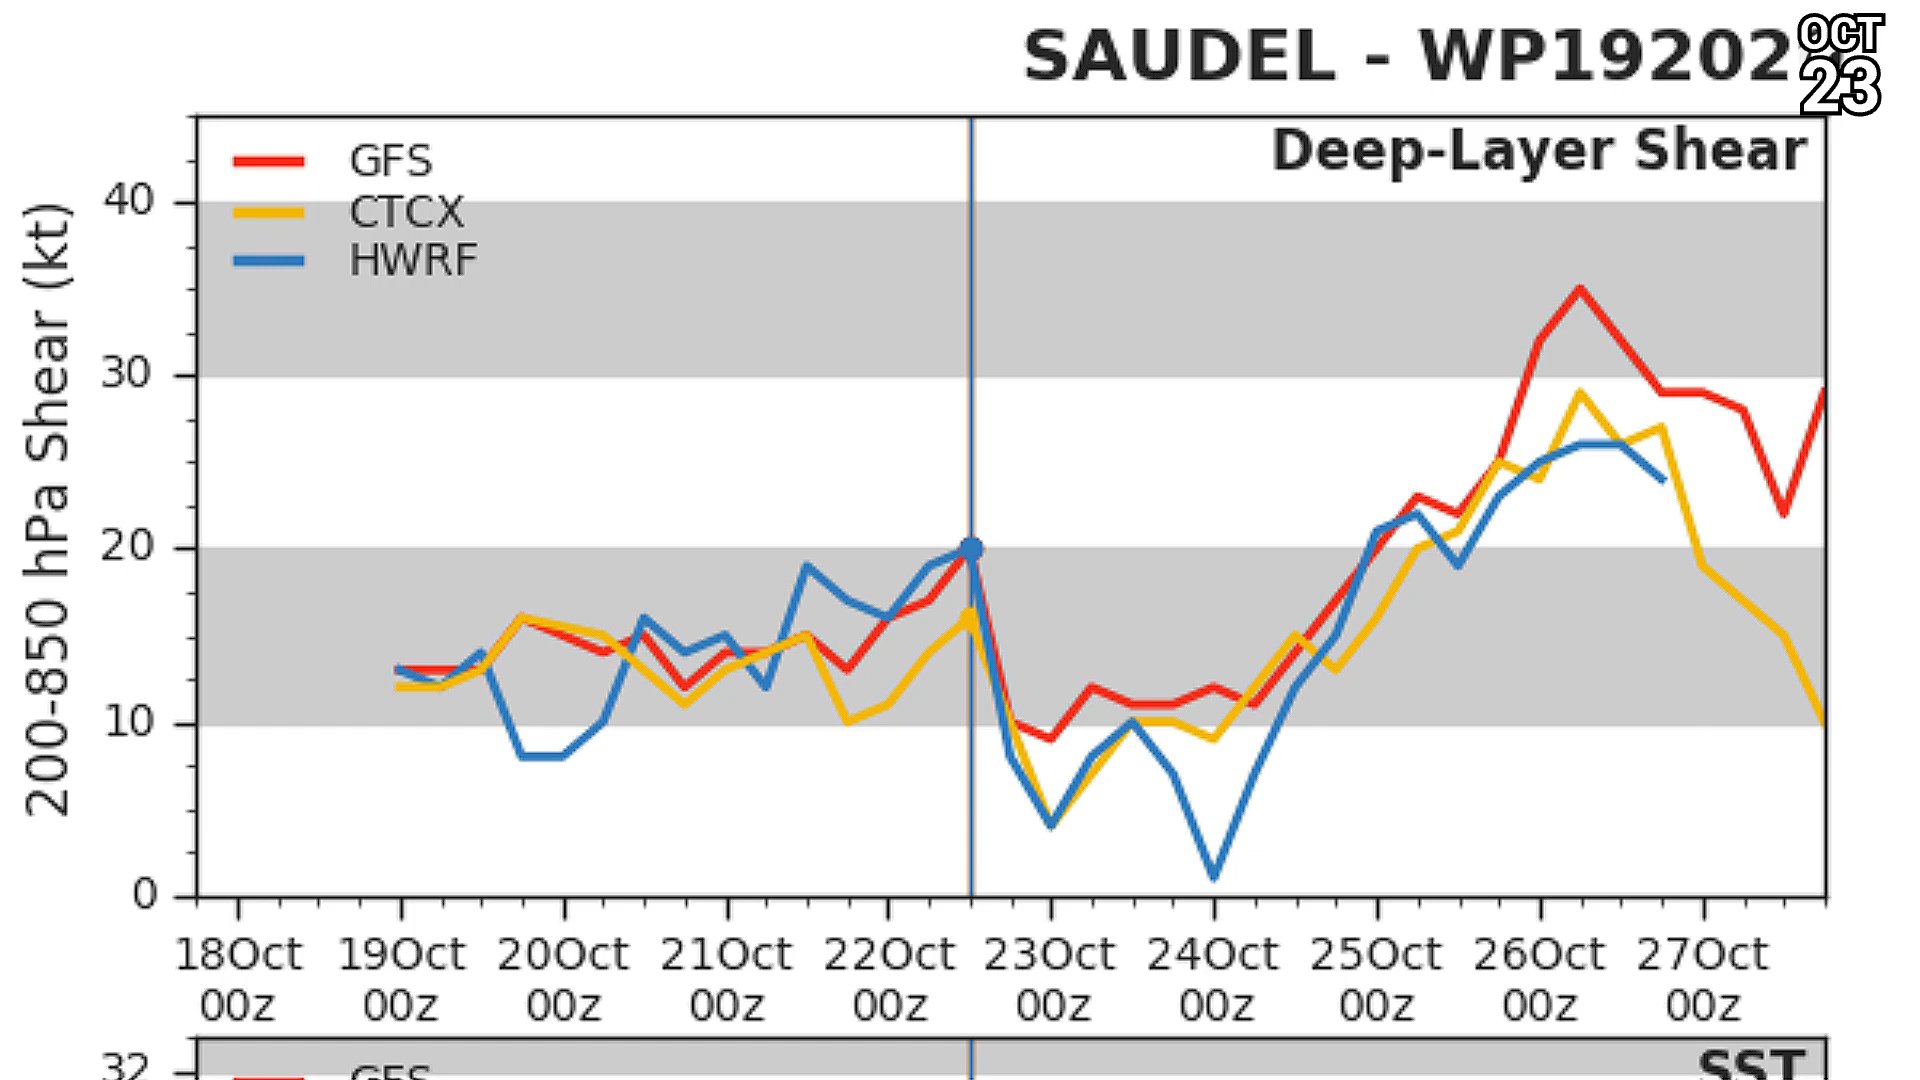 SAUDEL - WP19202
OCT
23
Deep-Layer Shear
GFS
CTCX
HWRF
200-850 hPa Shear (kt)
40
30
20
10
0
18Oct 19Oct 20Oct 21Oct 22Oct 23Oct 24Oct 25Oct 26Oct 27Oct
00z 00z 00z 00z 00z 00z 00z 00z 00z 00z
32
GFS
SST